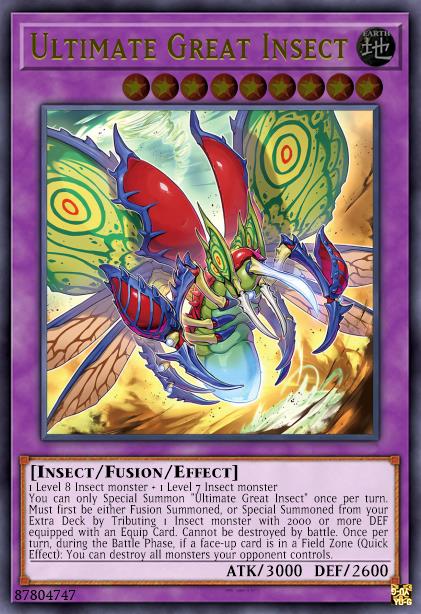 ULTIMATE GREAT INSECT
EARTH
地
[INSECT/FUSION/EFFECT]
1 Level 8 Insect monster + 1 Level 7 Insect monster
You can only Special Summon "Ultimate Great Insect" once per turn.
Must first be either Fusion Summoned, or Special Summoned from your
Extra Deck by Tributing 1 Insect monster with 2000 or more DEF
equipped with an Equip Card. Cannot be destroyed by battle. Once per
turn, during the Battle Phase, if a face-up card is in a Field Zone (Quick
Effect): You can destroy all monsters your opponent controls.
ATK/3000 DEF/2600
87804747